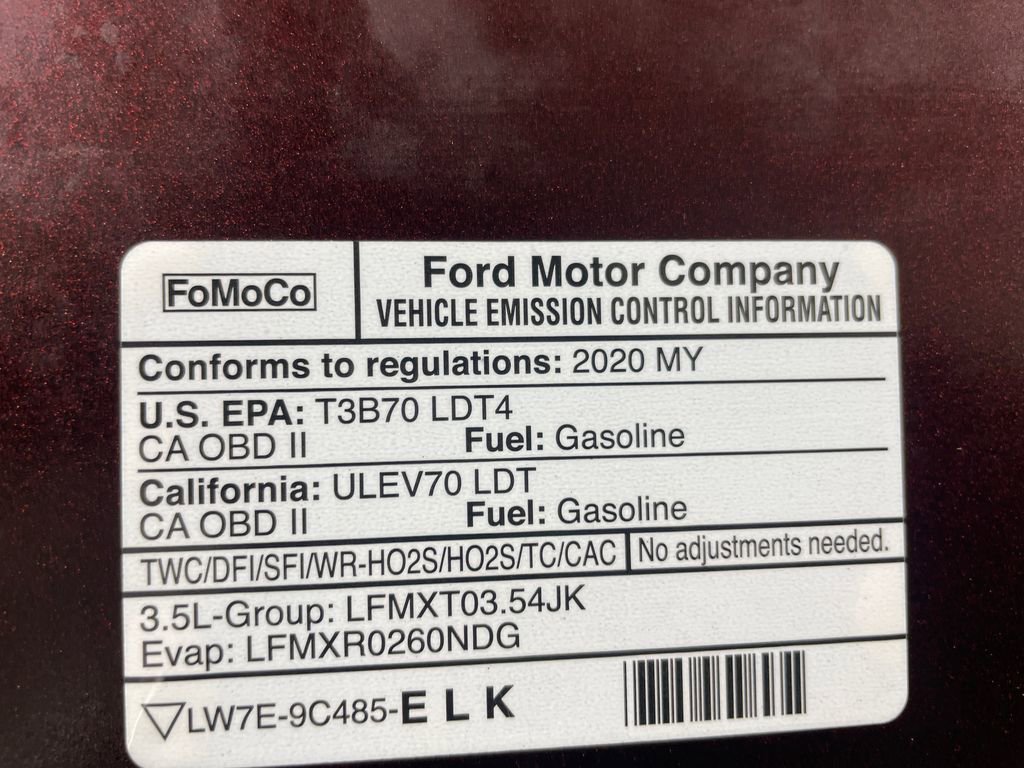 FoMoCo
Ford Motor Company
VEHICLE EMISSION CONTROL INFORMATION
Conforms to regulations: 2020 MY
U.S. EPA: T3B70 LDT4
CA OBD II Fuel: Gasoline
California: ULEV70 LDT
CA OBD II Fuel: Gasoline
TWC/DFI/SFI/WR-HO2S/HO2S/TC/CAC No adjustments needed.
3.5L-Group: LFMXT03.54JK
Evap: LFMXR0260NDG
LW7E-9C485-E L K